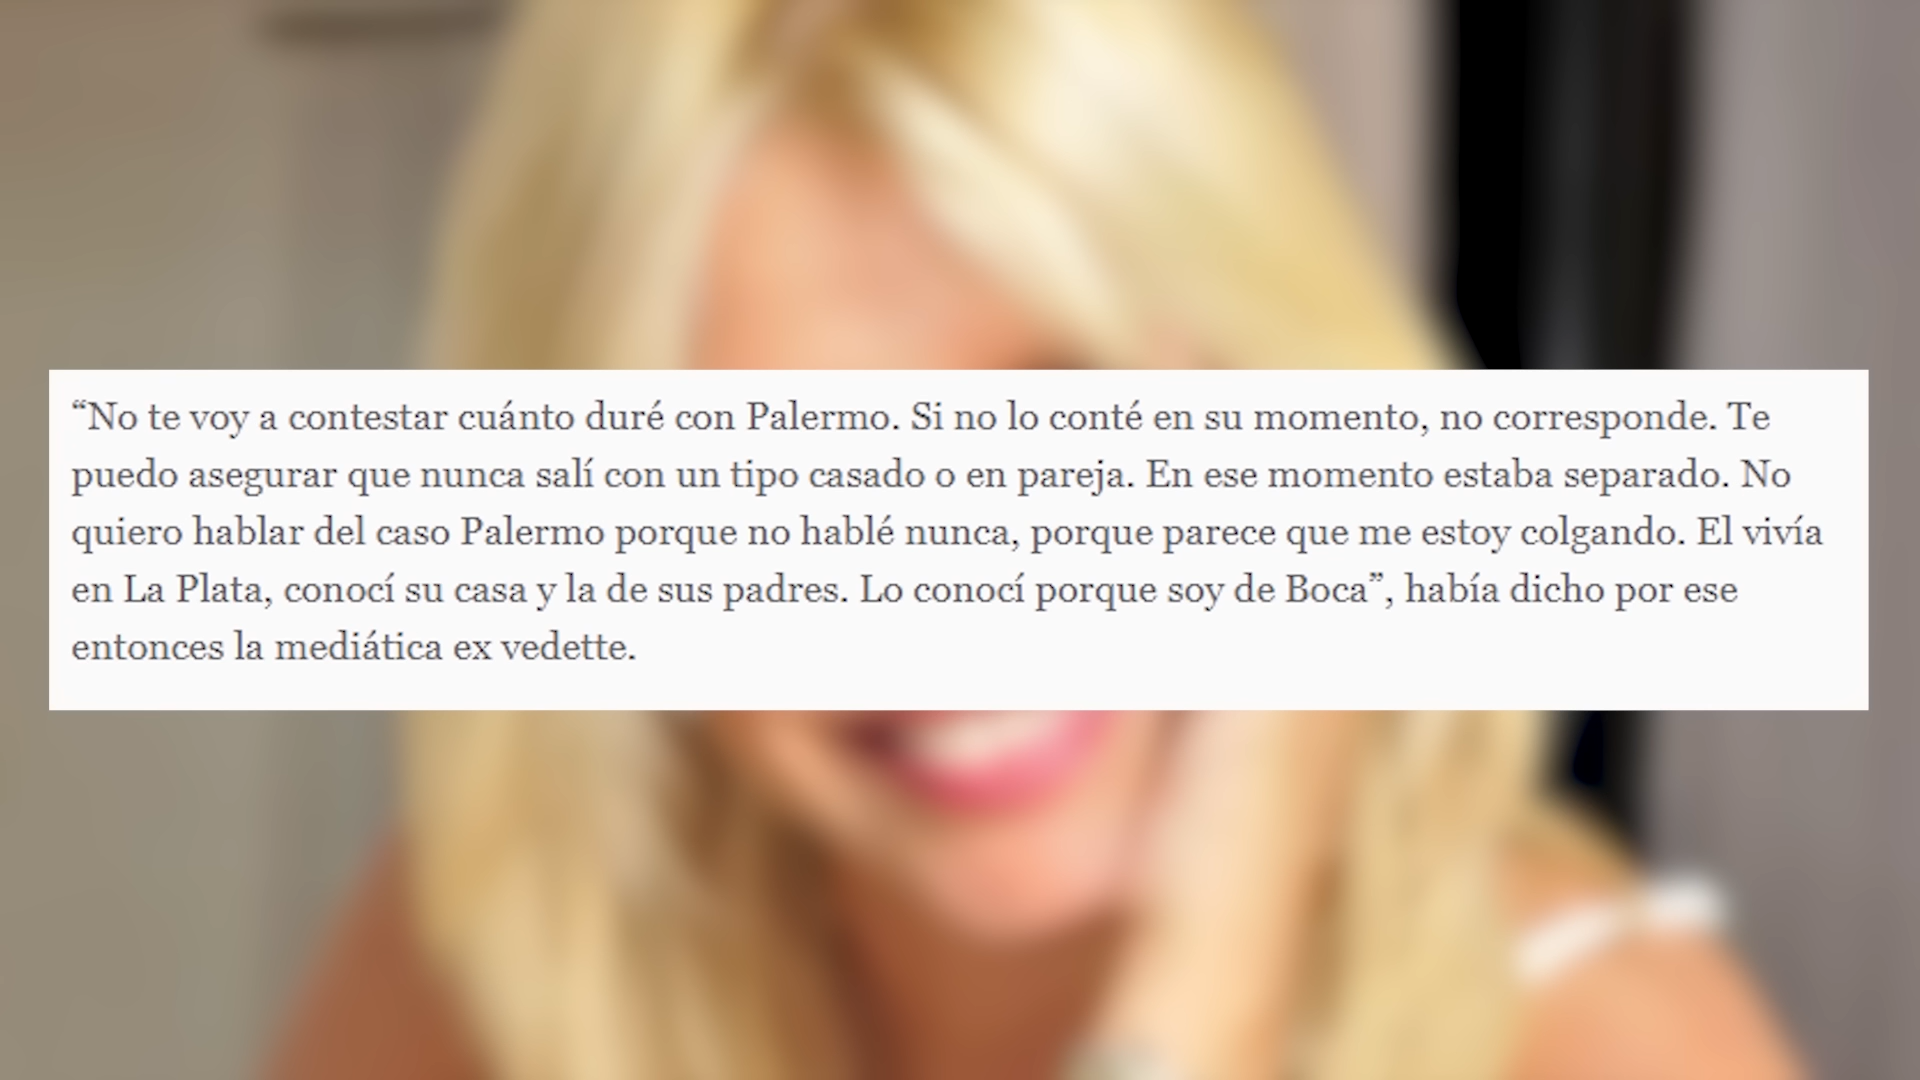 “No te voy a contestar cuánto duré con Palermo. Si no lo conté en su momento, no corresponde. Te
puedo asegurar que nunca salí con un tipo casado o en pareja. En ese momento estaba separado. No
quiero hablar del caso Palermo porque no hablé nunca, porque parece que me estoy colgando. El vivía
en La Plata, conocí su casa y la de sus padres. Lo conocí porque soy de Boca”, había dicho por ese
entonces la mediática ex vedette.